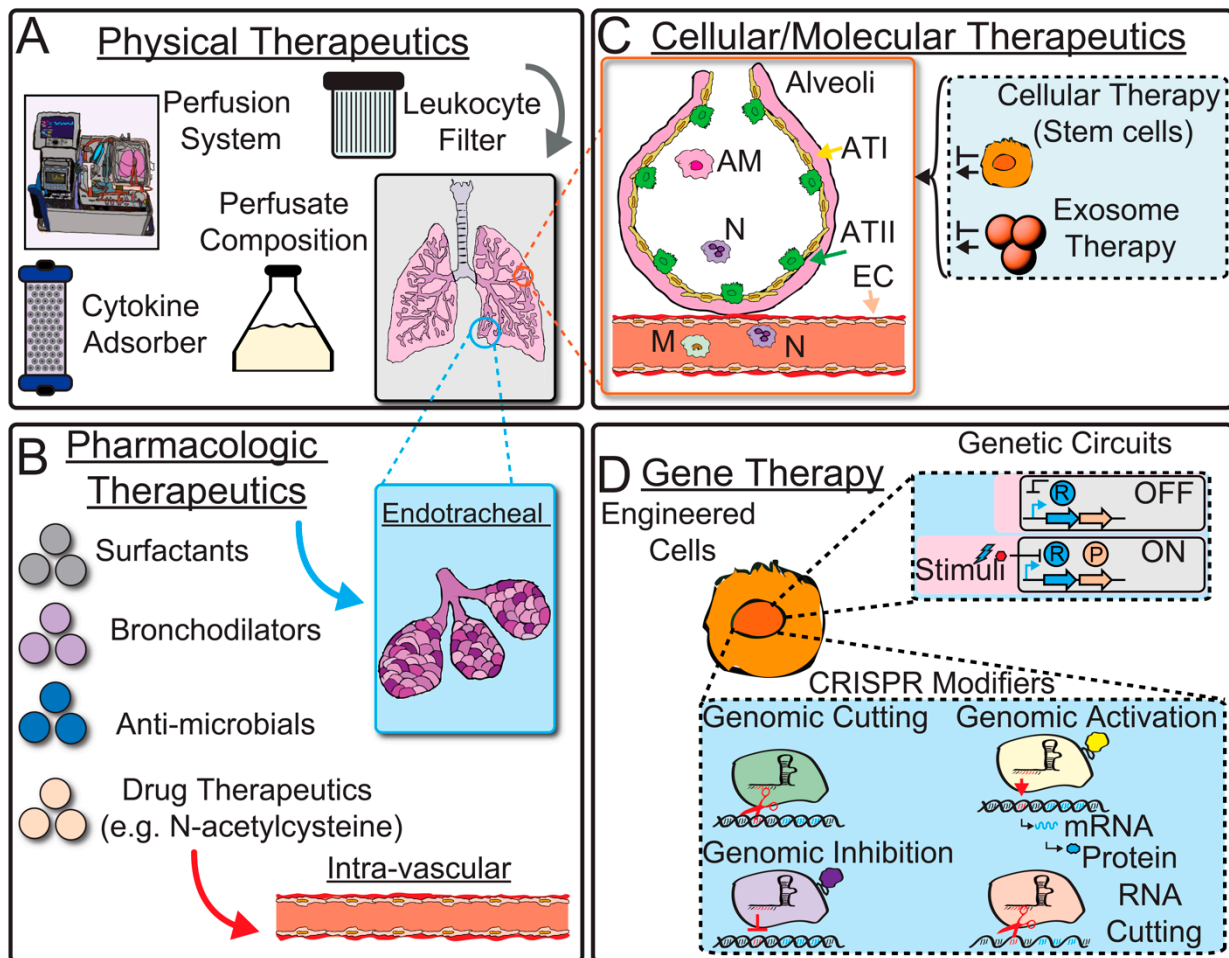 A
Physical Therapeutics
Perfusion
System
Leukocyte
Filter
Perfusate
Composition
Cytokine
Adsorber
B
Pharmacologic
Therapeutics
Surfactants
Bronchodilators
Anti-microbials
Drug Therapeutics
(e.g. N-acetylcysteine)
Endotracheal
Intra-vascular
C
Cellular/Molecular Therapeutics
Alveoli
AM
ATI
N
ATII
EC
M
N
Cellular Therapy
(Stem cells)
Exosome
Therapy
D
Gene Therapy
Engineered
Cells
Genetic Circuits
R
OFF
Stimuli
R
P
ON
CRISPR Modifiers
Genomic Cutting
Genomic Activation
mRNA
Protein
Genomic Inhibition
RNA
Cutting